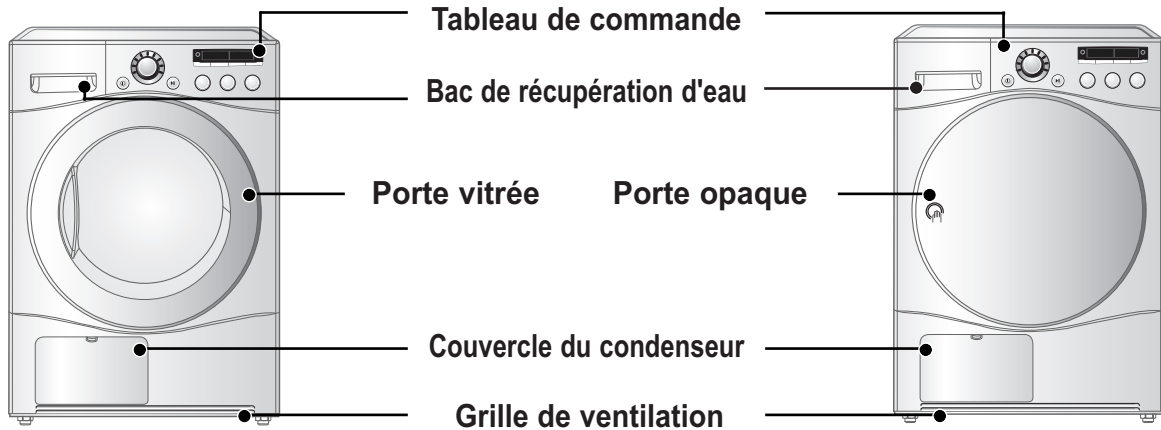 Tableau de commande
Bac de récupération d'eau
Porte vitrée
Porte opaque
Couvercle du condenseur
Grille de ventilation